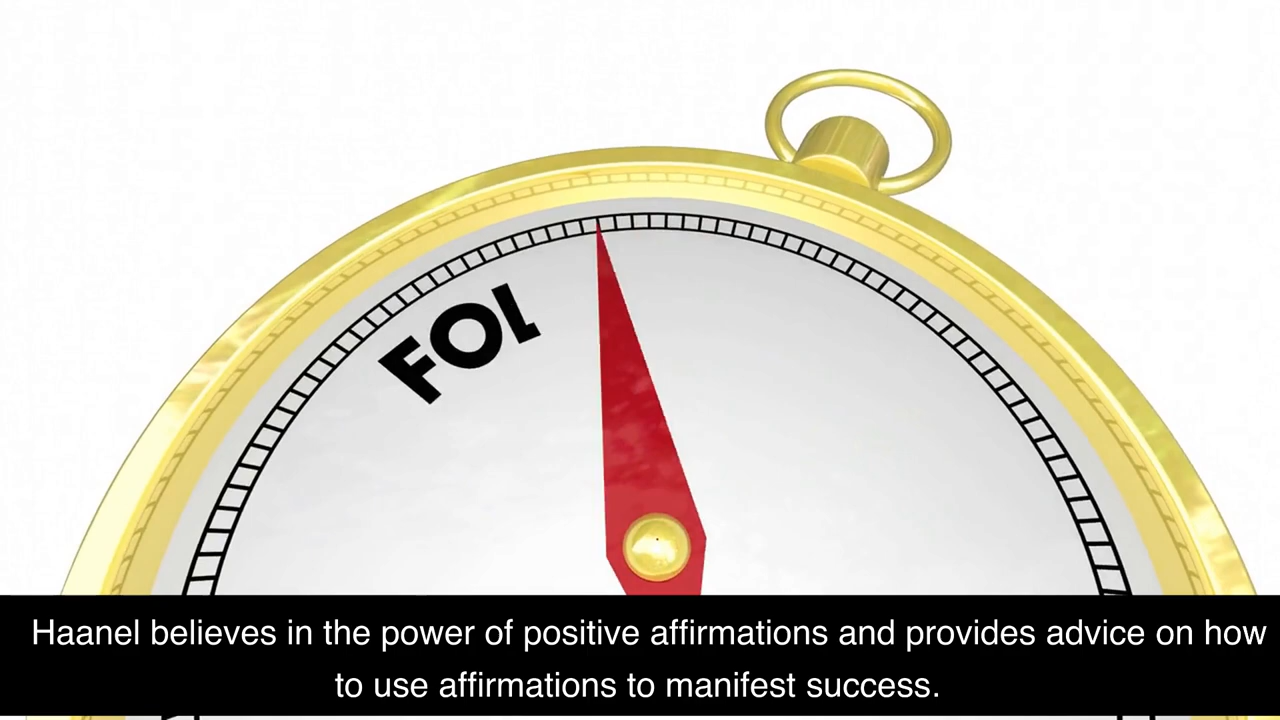 FOL
Haanel believes in the power of positive affirmations and provides advice on how
to use affirmations to manifest success.